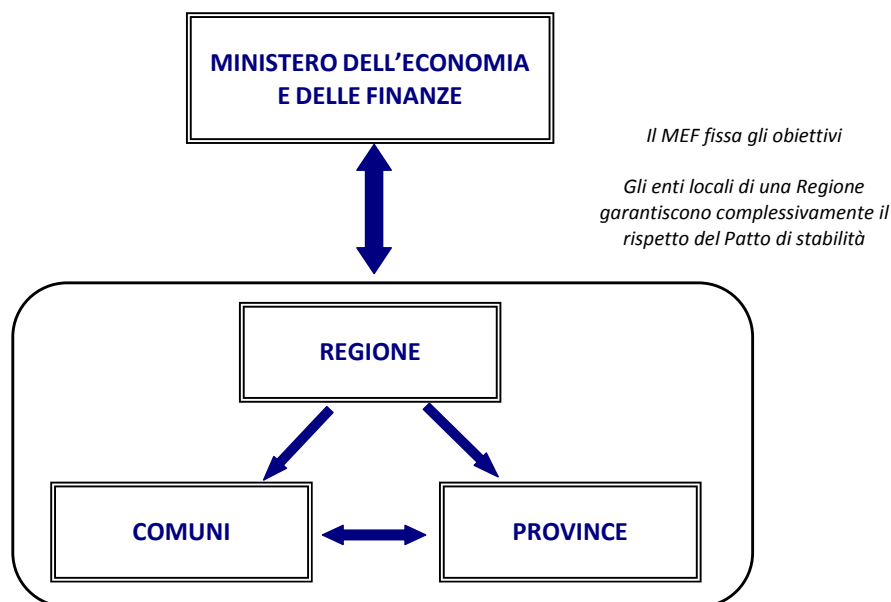 MINISTERO DELL’ECONOMIA
E DELLE FINANZE
Il MEF fissa gli obiettivi
Gli enti locali di una Regione
garantiscono complessivamente il
rispetto del Patto di stabilità
REGIONE
COMUNI
PROVINCE